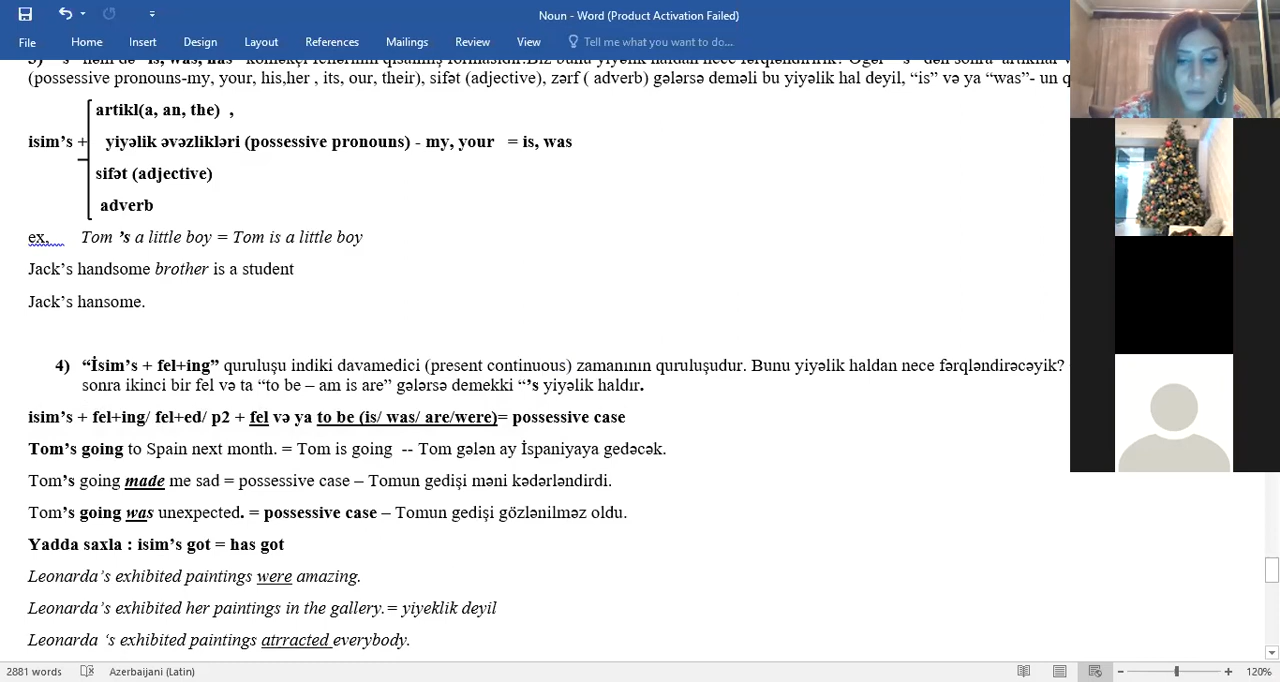 Noun - Word (Product Activation Failed)
File Home Insert Design Layout References Mailings Review View Tell me what you want to do...
(possessive pronouns-my, your, his,her , its, our, their), sifət (adjective), zərf ( adverb) gələrsə deməli bu yiyəlik hal deyil, “is” və ya “was”- un q
artikl(a, an, the) ,
isim’s + yiyəlik əvəzlikləri (possessive pronouns) - my, your = is, was
sifət (adjective)
adverb
ex. Tom ’s a little boy = Tom is a little boy
Jack’s handsome brother is a student
Jack’s hansome.
4) “İsim’s + fel+ing” quruluşu indiki davamedici (present continuous) zamanının quruluşudur. Bunu yiyəlik haldan nece fərqləndirəcəyik?
sonra ikinci bir fel və ta “to be – am is are” gələrsə demekki “’s yiyəlik haldır.
isim’s + fel+ing/ fel+ed/ p2 + fel və ya to be (is/ was/ are/were)= possessive case
Tom’s going to Spain next month. = Tom is going -- Tom gələn ay İspaniyaya gedəcək.
Tom’s going made me sad = possessive case – Tomun gedişi məni kədərləndirdi.
Tom’s going was unexpected. = possessive case – Tomun gedişi gözlənilməz oldu.
Yadda saxla : isim’s got = has got
Leonarda’s exhibited paintings were amazing.
Leonarda’s exhibited her paintings in the gallery.= yiyeklik deyil
Leonarda ‘s exhibited paintings atrracted everybody.
2881 words Azerbaijani (Latin) 120%